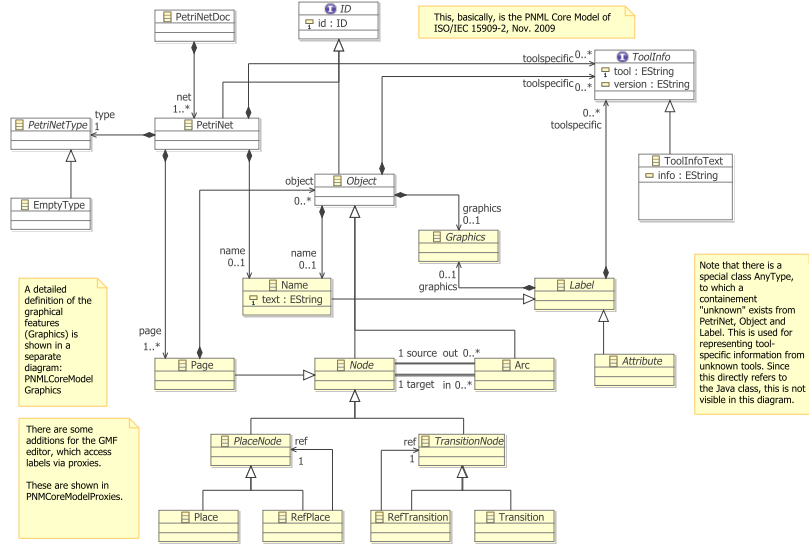 PetriNetDoc
ID
id : ID
This, basically, is the PNML Core Model of
ISO/IEC 15909-2, Nov. 2009
toolspecific 0..*
toolspecific 0..*
ToolInfo
tool : EString
version : EString
net
1..*
type
1
PetriNetType
PetriNet
0..*
toolspecific
ToolInfoText
info : EString
EmptyType
object
0..*
Object
graphics
0..1
Graphics
name
0..1
name
0..1
0..1
graphics
Name
text : EString
Label
A detailed
definition of the
graphical
features
(Graphics) is
shown in a
separate
diagram:
PNMLCoreModel
Graphics
Note that there is a
special class AnyType,
to which a
containement
"unknown" exists from
PetriNet, Object and
Label. This is used for
representing tool-
specific information from
unknown tools. Since
this directly refers to
the Java class, this is not
visible in this diagram.
page
1..*
Page
Node
1 source out 0..*
1 target in 0..*
Arc
Attribute
There are some
additions for the GMF
editor, which access
labels via proxies.
These are shown in
PNMCoreModelProxies.
PlaceNode
ref
1
ref
1
TransitionNode
Place
RefPlace
RefTransition
Transition